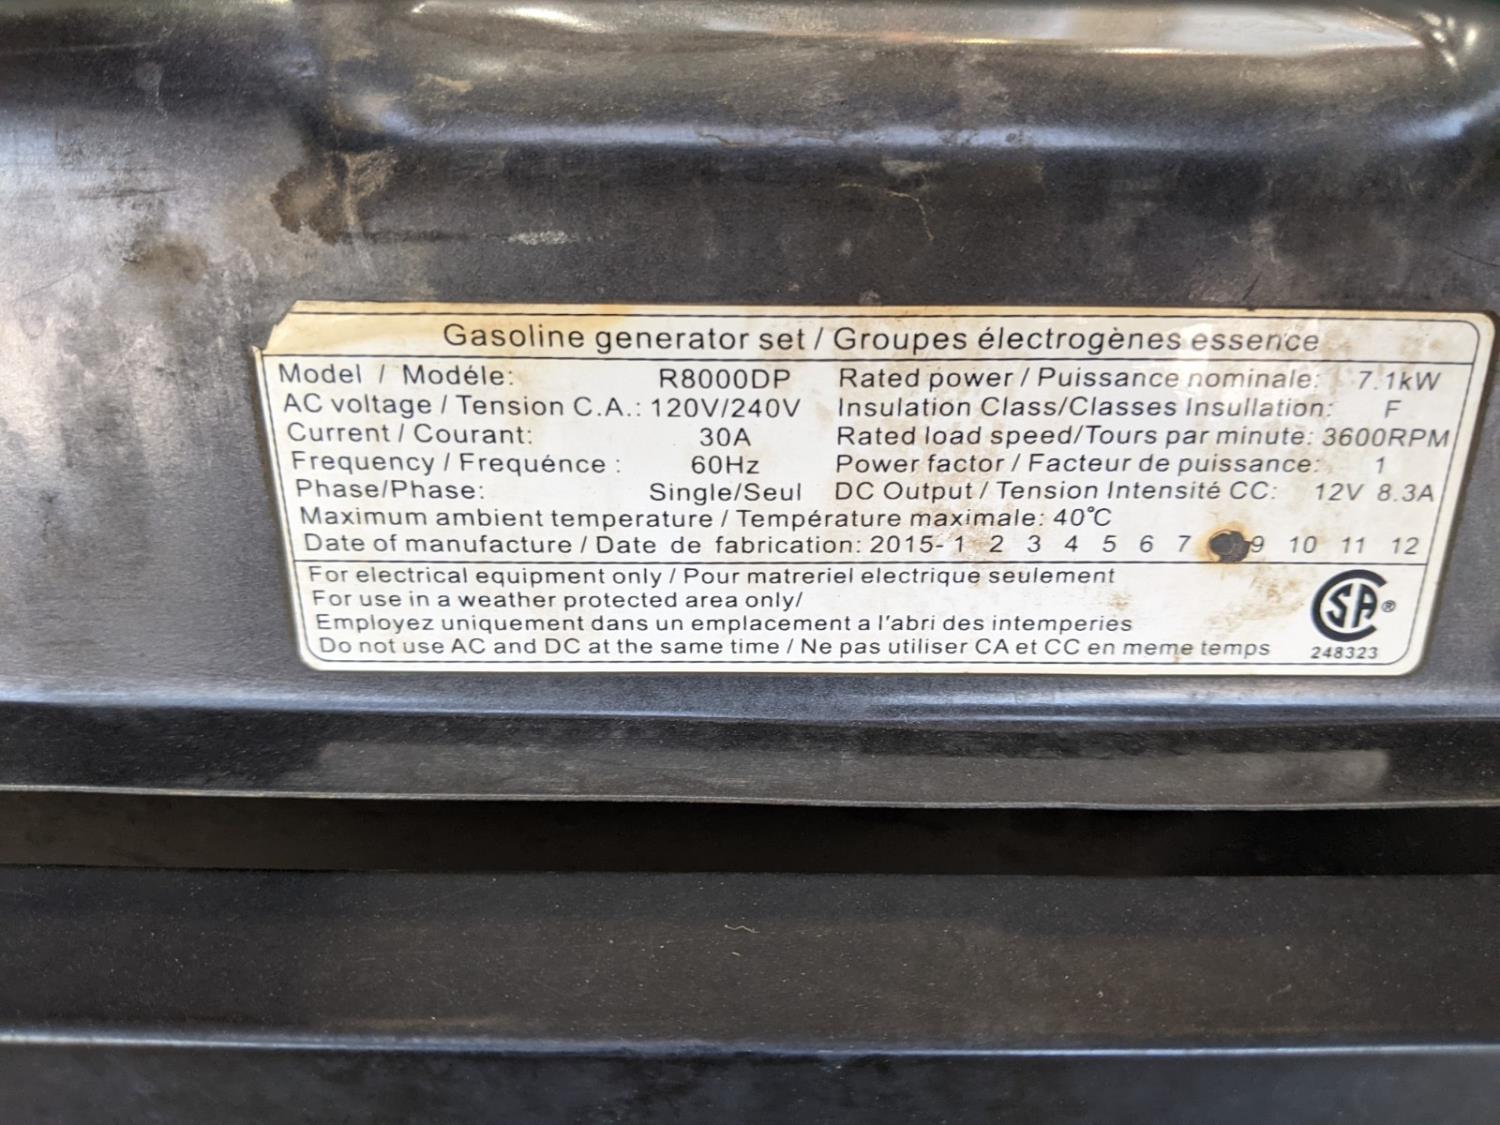 Gasoline generator set / Groupes électrogènes essence
Model / Modéle: R8000DP Rated power / Puissance nominale: 7.1kW
AC voltage / Tension C.A.: 120V/240V Insulation Class/Classes Insullation: F
Current / Courant: 30A Rated load speed/Tours par minute: 3600RPM
Frequency / Frequénce : 60Hz Power factor / Facteur de puissance: 1
Phase/Phase: Single/Seul DC Output / Tension Intensité CC: 12V 8.3A
Maximum ambient temperature / Température maximale: 40°C
Date of manufacture / Date de fabrication: 2015- 1 2 3 4 5 6 7 9 10 11 12
For electrical equipment only / Pour matreriel electrique seulement
For use in a weather protected area only/
Employez uniquement dans un emplacement a l'abri des intemperies
Do not use AC and DC at the same time / Ne pas utiliser CA et CC en meme temps
CSA ®
248323